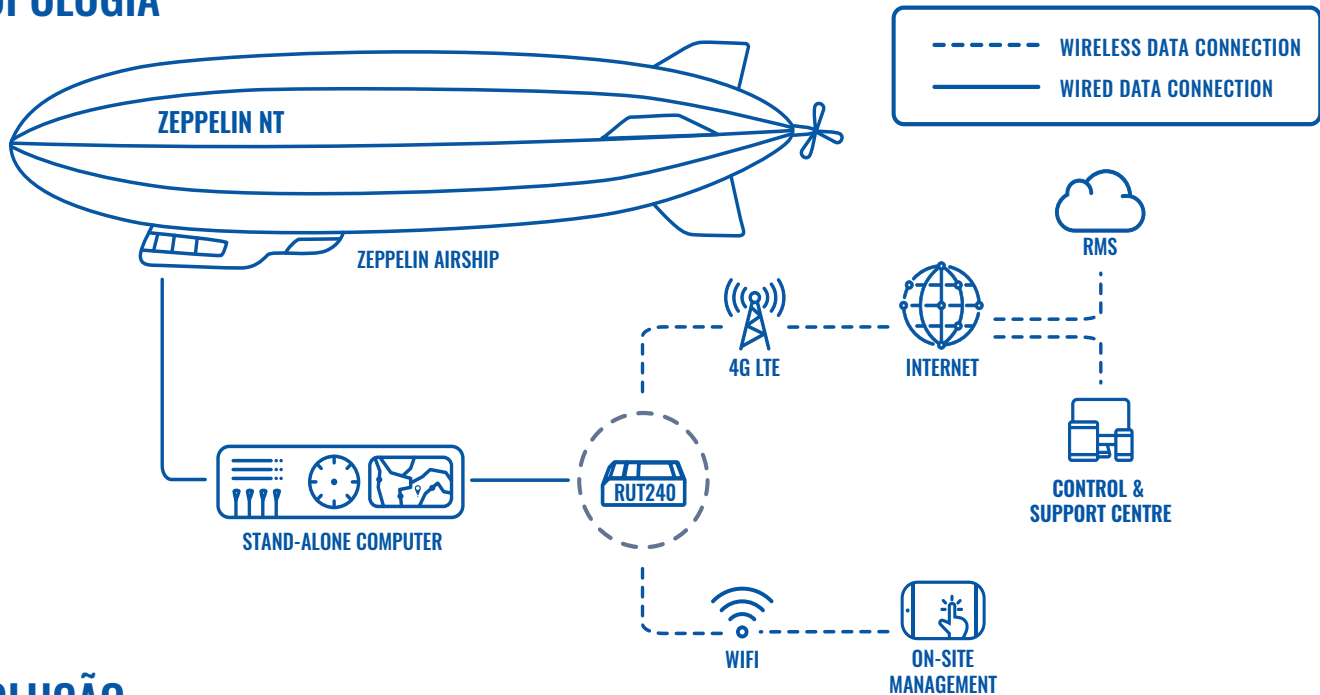 OPOLOGIA
WIRELESS DATA CONNECTION
WIRED DATA CONNECTION
ZEPPELIN NT
ZEPPELIN AIRSHIP
RMS
4G LTE
INTERNET
RUT240
STAND-ALONE COMPUTER
CONTROL &
SUPPORT CENTRE
WIFI
ON-SITE
MANAGEMENT